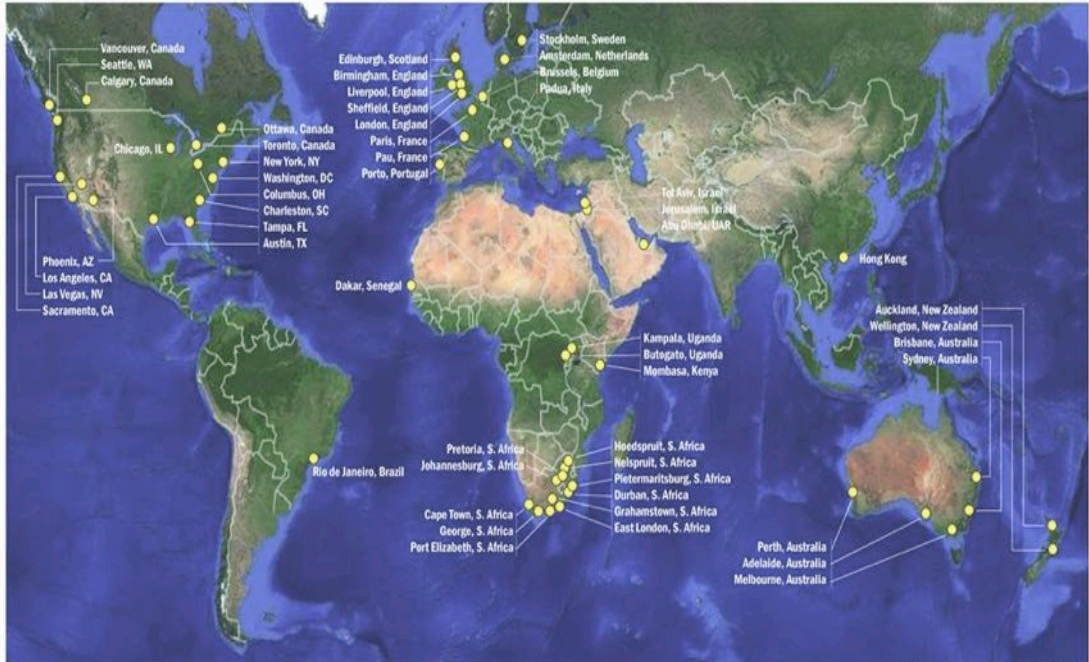 Vancouver, Canada
Seattle, WA
Calgary, Canada
Chicago, IL
Ottawa, Canada
Toronto, Canada
New York, NY
Washington, DC
Columbus, OH
Charleston, SC
Tampa, FL
Austin, TX
Phoenix, AZ
Los Angeles, CA
Las Vegas, NV
Sacramento, CA
Edinburgh, Scotland
Birmingham, England
Liverpool, England
Sheffield, England
London, England
Paris, France
Pau, France
Porto, Portugal
Stockholm, Sweden
Amsterdam, Netherlands
Brussels, Belgium
Padua, Italy
Tel Aviv, Israel
Jerusalem, Israel
Abu Dhabi, UAR
Hong Kong
Dakar, Senegal
Kampala, Uganda
Butogato, Uganda
Mombasa, Kenya
Rio de Janeiro, Brazil
Pretoria, S. Africa
Johannesburg, S. Africa
Cape Town, S. Africa
George, S. Africa
Port Elizabeth, S. Africa
Hoedspruit, S. Africa
Nelspruit, S. Africa
Pietermaritsburg, S. Africa
Durban, S. Africa
Grahamstown, S. Africa
East London, S. Africa
Auckland, New Zealand
Wellington, New Zealand
Brisbane, Australia
Sydney, Australia
Perth, Australia
Adelaide, Australia
Melbourne, Australia